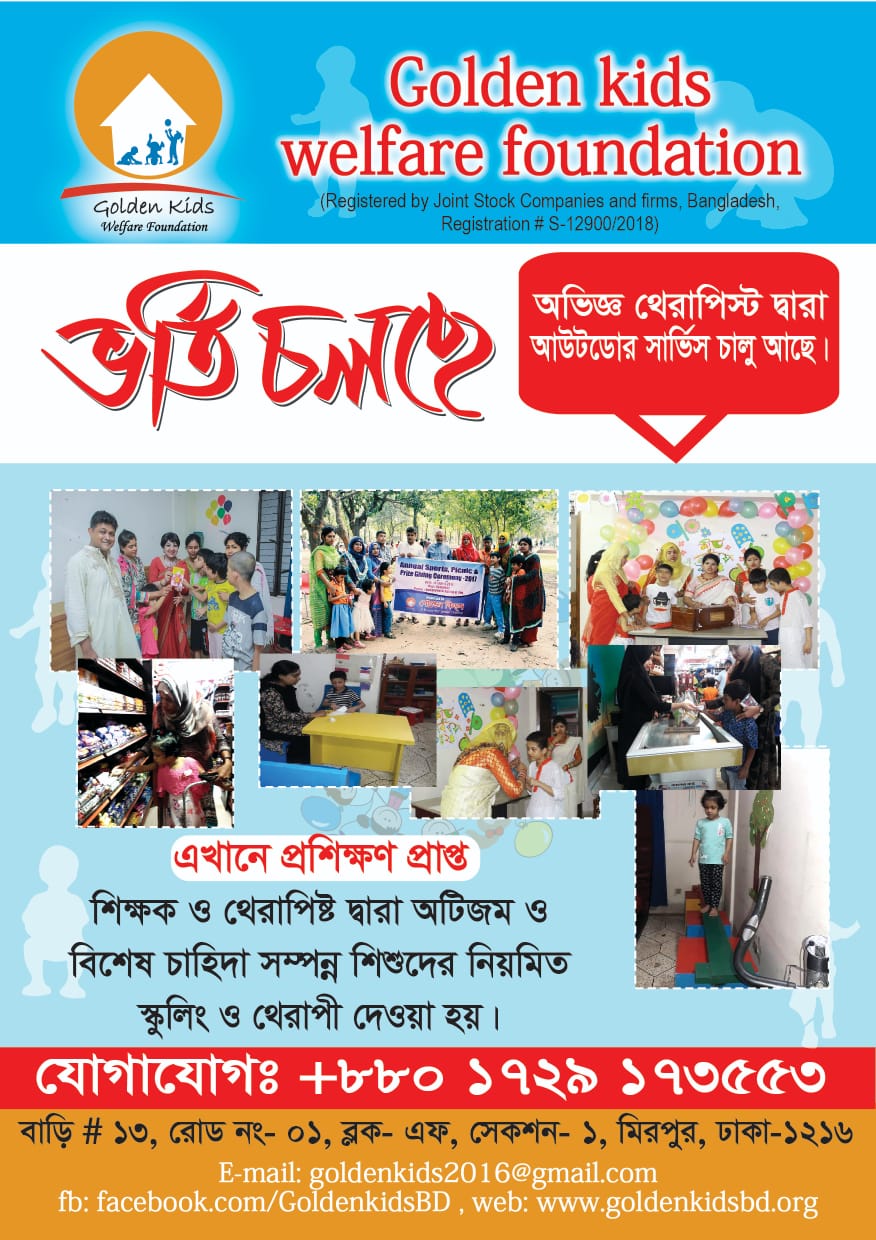 Golden Kids
Welfare Foundation
Golden kids
welfare foundation
(Registered by Joint Stock Companies and firms, Bangladesh,
Registration # S-12900/2018)
ভর্তি চলছে
অভিজ্ঞ থেরাপিস্ট দ্বারা
আউটডোর সার্ভিস চালু আছে।
Annual Sports, Picnic &
Prize Giving Ceremony -2017
এখানে প্রশিক্ষণ প্রাপ্ত
শিক্ষক ও থেরাপিষ্ট দ্বারা অটিজম ও
বিশেষ চাহিদা সম্পন্ন শিশুদের নিয়মিত
স্কুলিং ও থেরাপী দেওয়া হয়।
যোগাযোগঃ +৮৮০ ১৭২৯ ১৭৩৫৫৩
বাড়ি # ১৩, রোড নং- ০১, ব্লক- এফ, সেকশন- ১, মিরপুর, ঢাকা-১২১৬
E-mail: goldenkids2016@gmail.com
fb: facebook.com/GoldenkidsBD , web: www.goldenkidsbd.org